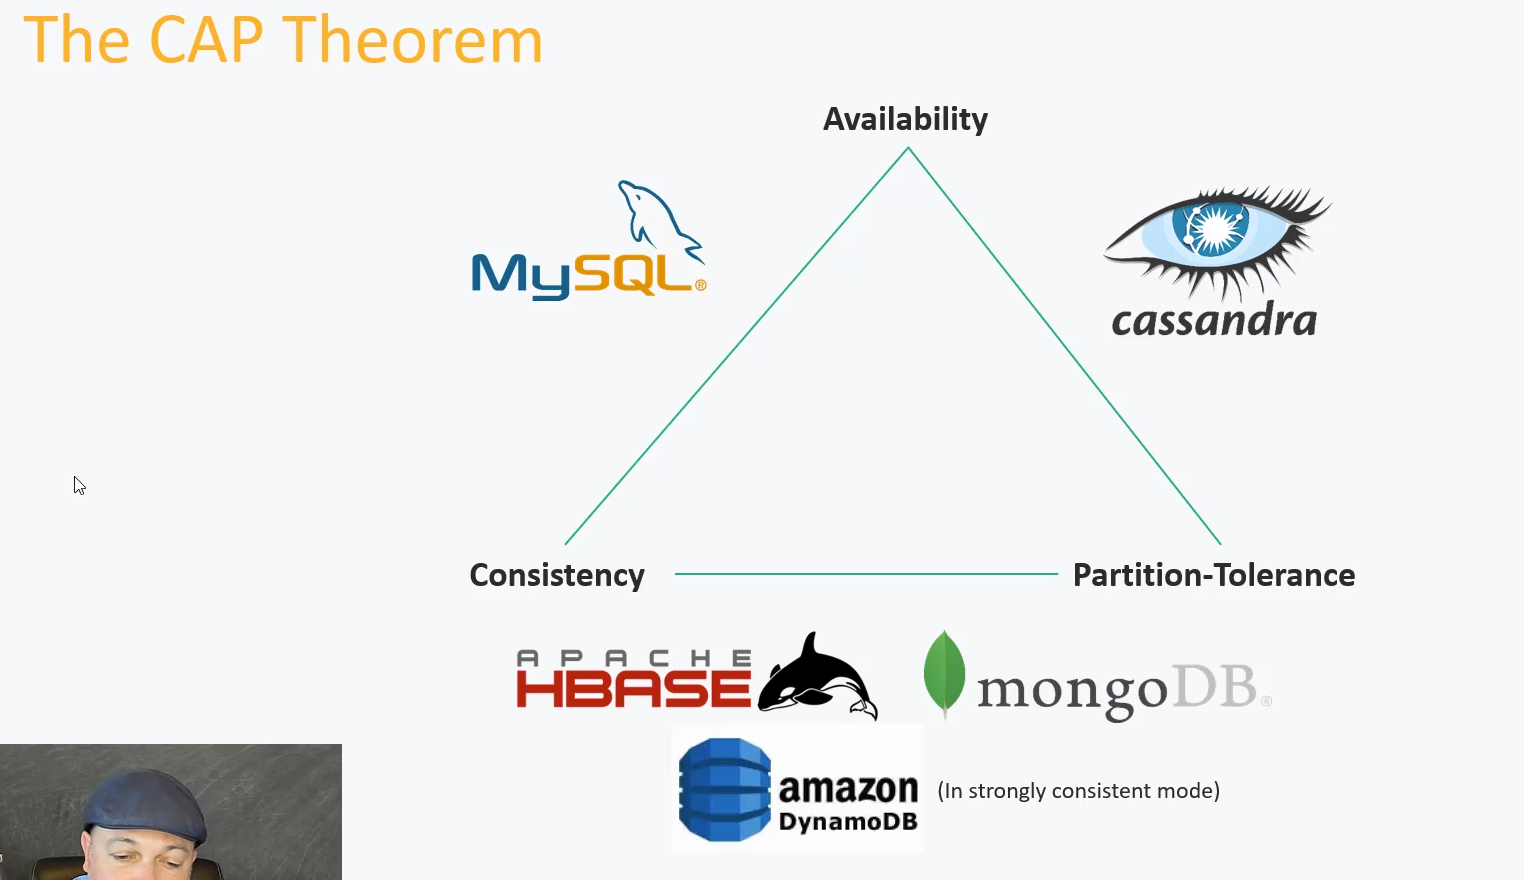 The CAP Theorem
Availability
MySQL®
cassandra
Consistency
Partition-Tolerance
APACHE
HBASE
mongoDB®
amazon
DynamoDB
(In strongly consistent mode)